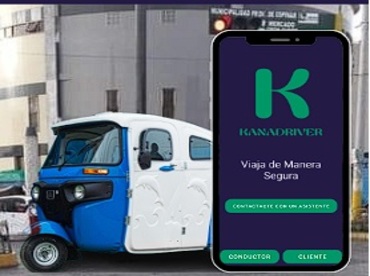 MUNICIPALIDAD PROV. DE ESPINAR
MERCADO
KANADRIVER
Viaja de Manera
Segura
CONTACTATE CON UN ASISTENTE
CONDUCTOR
CLIENTE